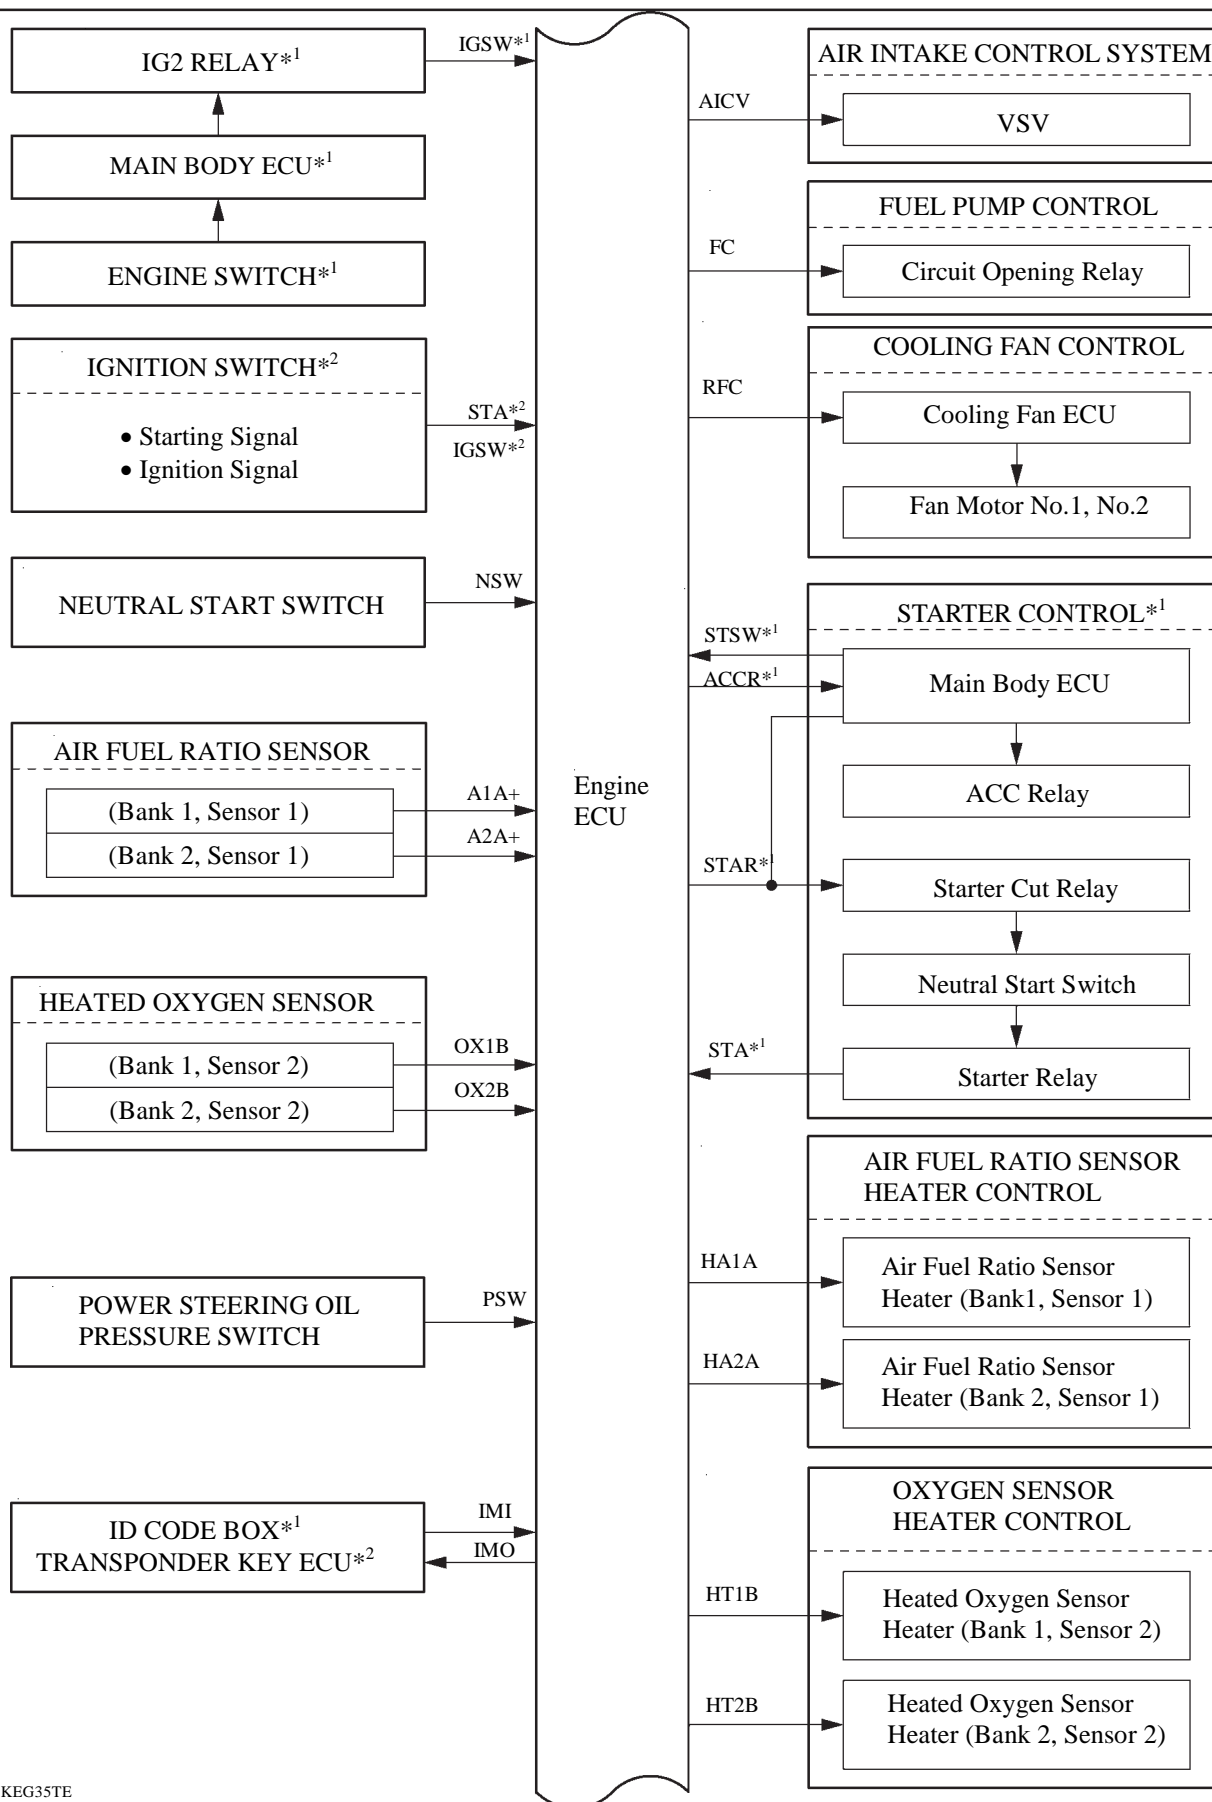 IG2 RELAY*1
MAIN BODY ECU*1
ENGINE SWITCH*1
IGNITION SWITCH*2
• Starting Signal
• Ignition Signal
NEUTRAL START SWITCH
AIR FUEL RATIO SENSOR
(Bank 1, Sensor 1)
(Bank 2, Sensor 1)
HEATED OXYGEN SENSOR
(Bank 1, Sensor 2)
(Bank 2, Sensor 2)
POWER STEERING OIL
PRESSURE SWITCH
ID CODE BOX*1
TRANSPONDER KEY ECU*2
IGSW*1
STA*2
IGSW*2
NSW
A1A+
A2A+
OX1B
OX2B
PSW
IMI
IMO
Engine
ECU
AICV
FC
RFC
STSW*1
ACCR*1
STAR*1
STA*1
HA1A
HA2A
HT1B
HT2B
AIR INTAKE CONTROL SYSTEM
VSV
FUEL PUMP CONTROL
Circuit Opening Relay
COOLING FAN CONTROL
Cooling Fan ECU
Fan Motor No.1, No.2
STARTER CONTROL*1
Main Body ECU
ACC Relay
Starter Cut Relay
Neutral Start Switch
Starter Relay
AIR FUEL RATIO SENSOR
HEATER CONTROL
Air Fuel Ratio Sensor
Heater (Bank1, Sensor 1)
Air Fuel Ratio Sensor
Heater (Bank 2, Sensor 1)
OXYGEN SENSOR
HEATER CONTROL
Heated Oxygen Sensor
Heater (Bank 1, Sensor 2)
Heated Oxygen Sensor
Heater (Bank 2, Sensor 2)
KEG35TE